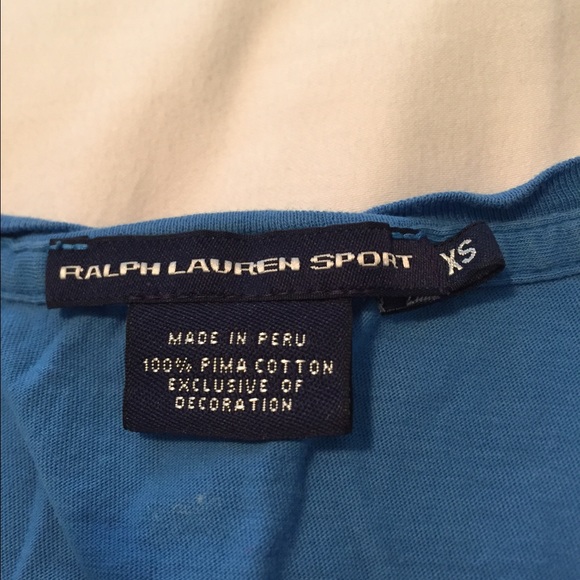 RALPH LAUREN SPORT
XS
MADE IN PERU
100% PIMA COTTON
EXCLUSIVE OF
DECORATION